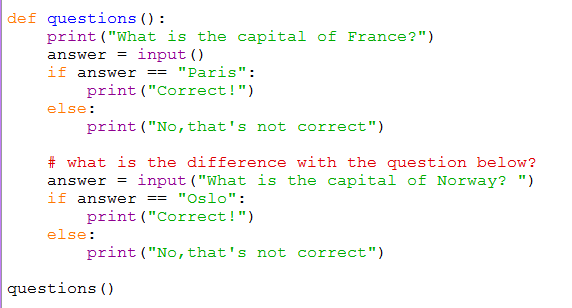 def questions():
    print("What is the capital of France?")
    answer = input()
    if answer == "Paris":
        print("Correct!")
    else:
        print("No,that's not correct")

    # what is the difference with the question below?
    answer = input("What is the capital of Norway? ")
    if answer == "Oslo":
        print("Correct!")
    else:
        print("No,that's not correct")

questions()